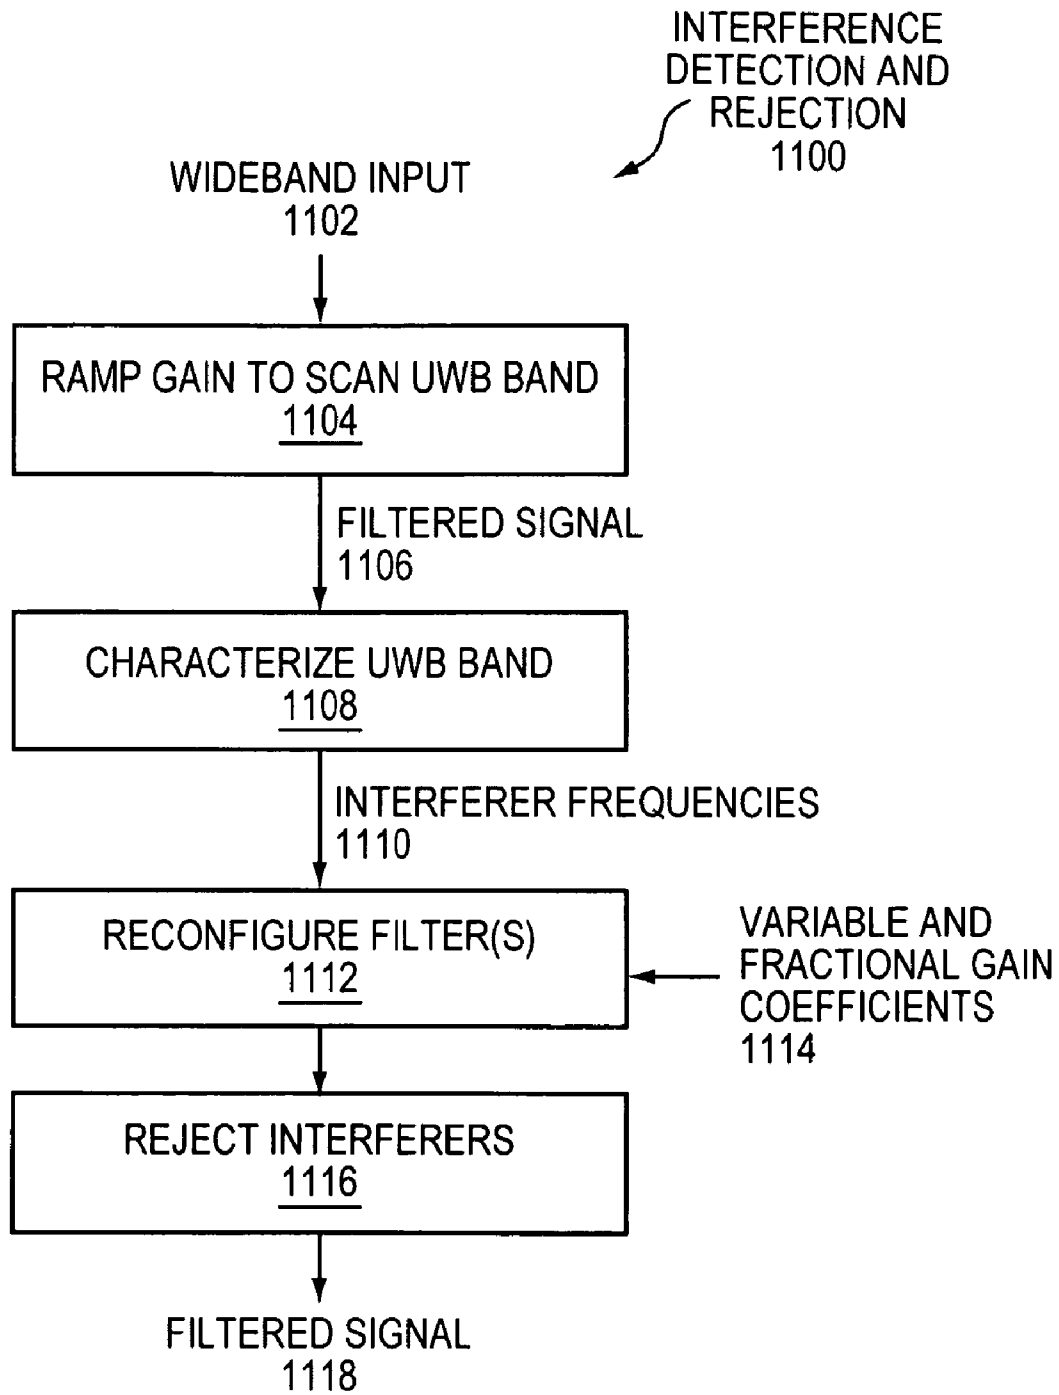 INTERFERENCE
DETECTION AND
REJECTION
1100
WIDEBAND INPUT
1102
RAMP GAIN TO SCAN UWB BAND
1104
FILTERED SIGNAL
1106
CHARACTERIZE UWB BAND
1108
INTERFERER FREQUENCIES
1110
RECONFIGURE FILTER(S)
1112
VARIABLE AND
FRACTIONAL GAIN
COEFFICIENTS
1114
REJECT INTERFERERS
1116
FILTERED SIGNAL
1118